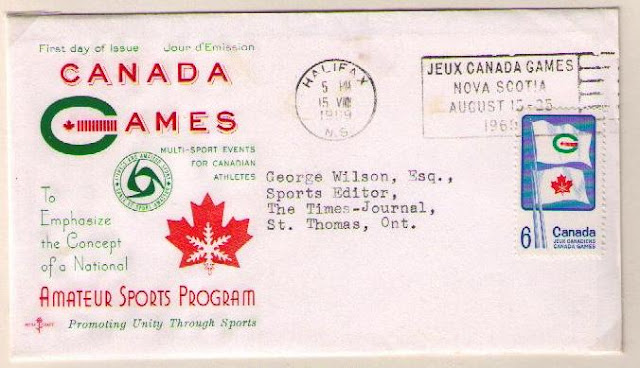 First day of Issue Jour d'Emission
CANADA
GAMES
MULTI-SPORT EVENTS
FOR CANADIAN
ATHLETES
To
Emphasize
the Concept
of a National
AMATEUR SPORTS PROGRAM
Promoting Unity Through Sports
HALIFAX
5 PM
15 VIII
1969
N.S.
JEUX CANADA GAMES
NOVA SCOTIA
AUGUST 15-25
1969
George Wilson, Esq.,
Sports Editor,
The Times-Journal,
St. Thomas, Ont.
6 Canada
JEUX CANADIENS
CANADA GAMES